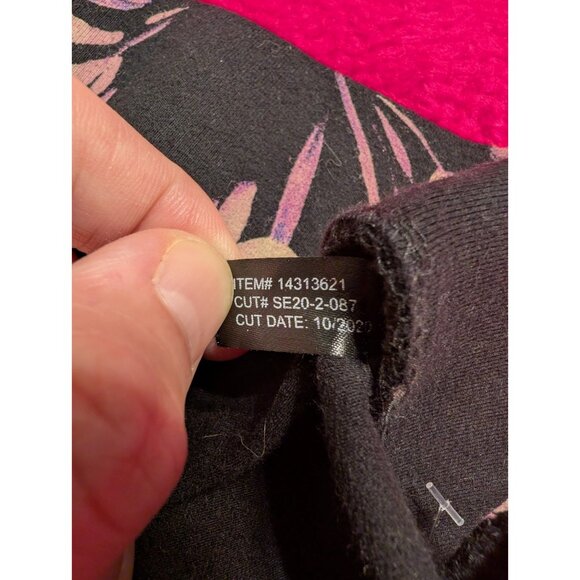 ITEM# 14313621
CUT# SE20-2-087
CUT DATE: 10/2020